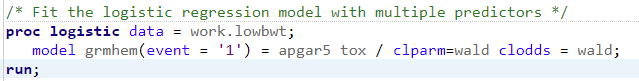 /* Fit the logistic regression model with multiple predictors */
proc logistic data = work.lowbwt;
model grmhem(event = '1') = apgar5 tox / clparm=wald clodds = wald;
run;